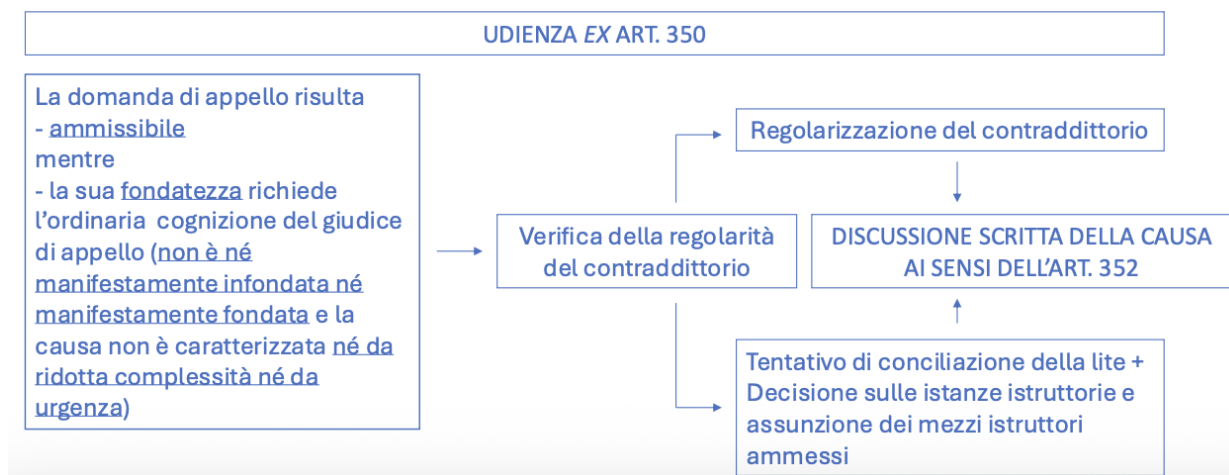 UDIENZA EX ART. 350
La domanda di appello risulta
- ammissibile
mentre
- la sua fondatezza richiede
l'ordinaria cognizione del giudice
di appello (non è né
manifestamente infondata né
manifestamente fondata e la
causa non è caratterizzata né da
ridotta complessità né da
urgenza)
Verifica della regolarità
del contraddittorio
Regolarizzazione del contraddittorio
DISCUSSIONE SCRITTA DELLA CAUSA
AI SENSI DELL'ART. 352
Tentativo di conciliazione della lite +
Decisione sulle istanze istruttorie e
assunzione dei mezzi istruttori
ammessi